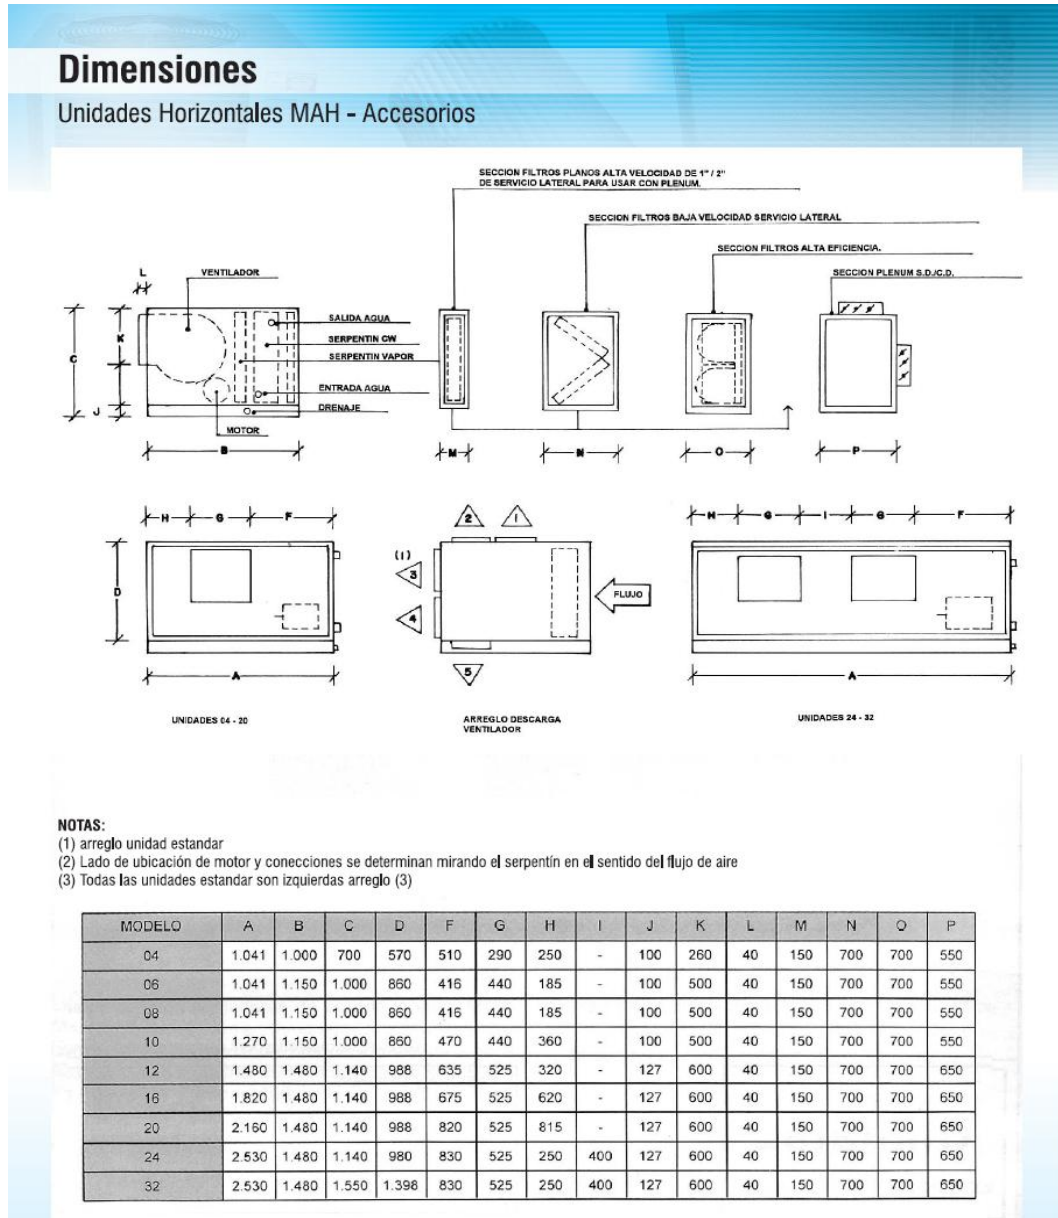 Dimensiones
Unidades Horizontales MAH - Accesorios
SECCION FILTROS PLANOS ALTA VELOCIDAD DE 1" / 2"
DE SERVICIO LATERAL PARA USAR CON PLENUM.
SECCION FILTROS BAJA VELOCIDAD SERVICIO LATERAL
SECCION FILTROS ALTA EFICIENCIA.
SECCION PLENUM S.D./C.D.
L
VENTILADOR
SALIDA AGUA
SERPENTIN CW
SERPENTIN VAPOR
ENTRADA AGUA
DRENAJE
MOTOR
C
K
J
B
M
N
O
P
H G F
D
A
UNIDADES 04 - 20
2 1
(1)
3
4
5
FLUJO
ARREGLO DESCARGA
VENTILADOR
H G I G F
A
UNIDADES 24 - 32
NOTAS:
(1) arreglo unidad estandar
(2) Lado de ubicación de motor y conecciones se determinan mirando el serpentín en el sentido del flujo de aire
(3) Todas las unidades estandar son izquierdas arreglo (3)
MODELO A B C D F G H I J K L M N O P
04 1.041 1.000 700 570 510 290 250 - 100 260 40 150 700 700 550
06 1.041 1.150 1.000 860 416 440 185 - 100 500 40 150 700 700 550
08 1.041 1.150 1.000 860 416 440 185 - 100 500 40 150 700 700 550
10 1.270 1.150 1.000 860 470 440 360 - 100 500 40 150 700 700 550
12 1.480 1.480 1.140 988 635 525 320 - 127 600 40 150 700 700 650
16 1.820 1.480 1.140 988 675 525 620 - 127 600 40 150 700 700 650
20 2.160 1.480 1.140 988 820 525 815 - 127 600 40 150 700 700 650
24 2.530 1.480 1.140 980 830 525 250 400 127 600 40 150 700 700 650
32 2.530 1.480 1.550 1.398 830 525 250 400 127 600 40 150 700 700 650